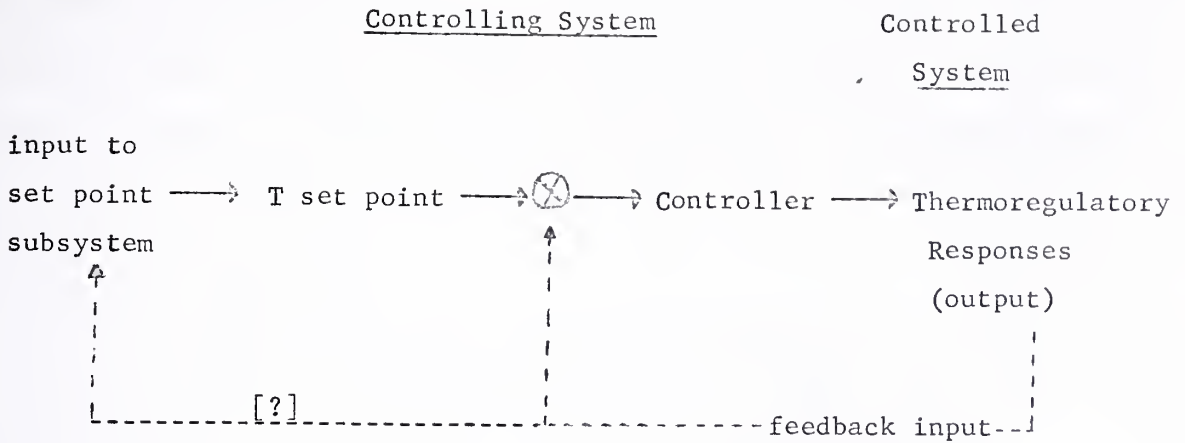 Controlling System
Controlled
System
input to
set point
subsystem
T set point
Controller
Thermoregulatory
Responses
(output)
[?]
feedback input